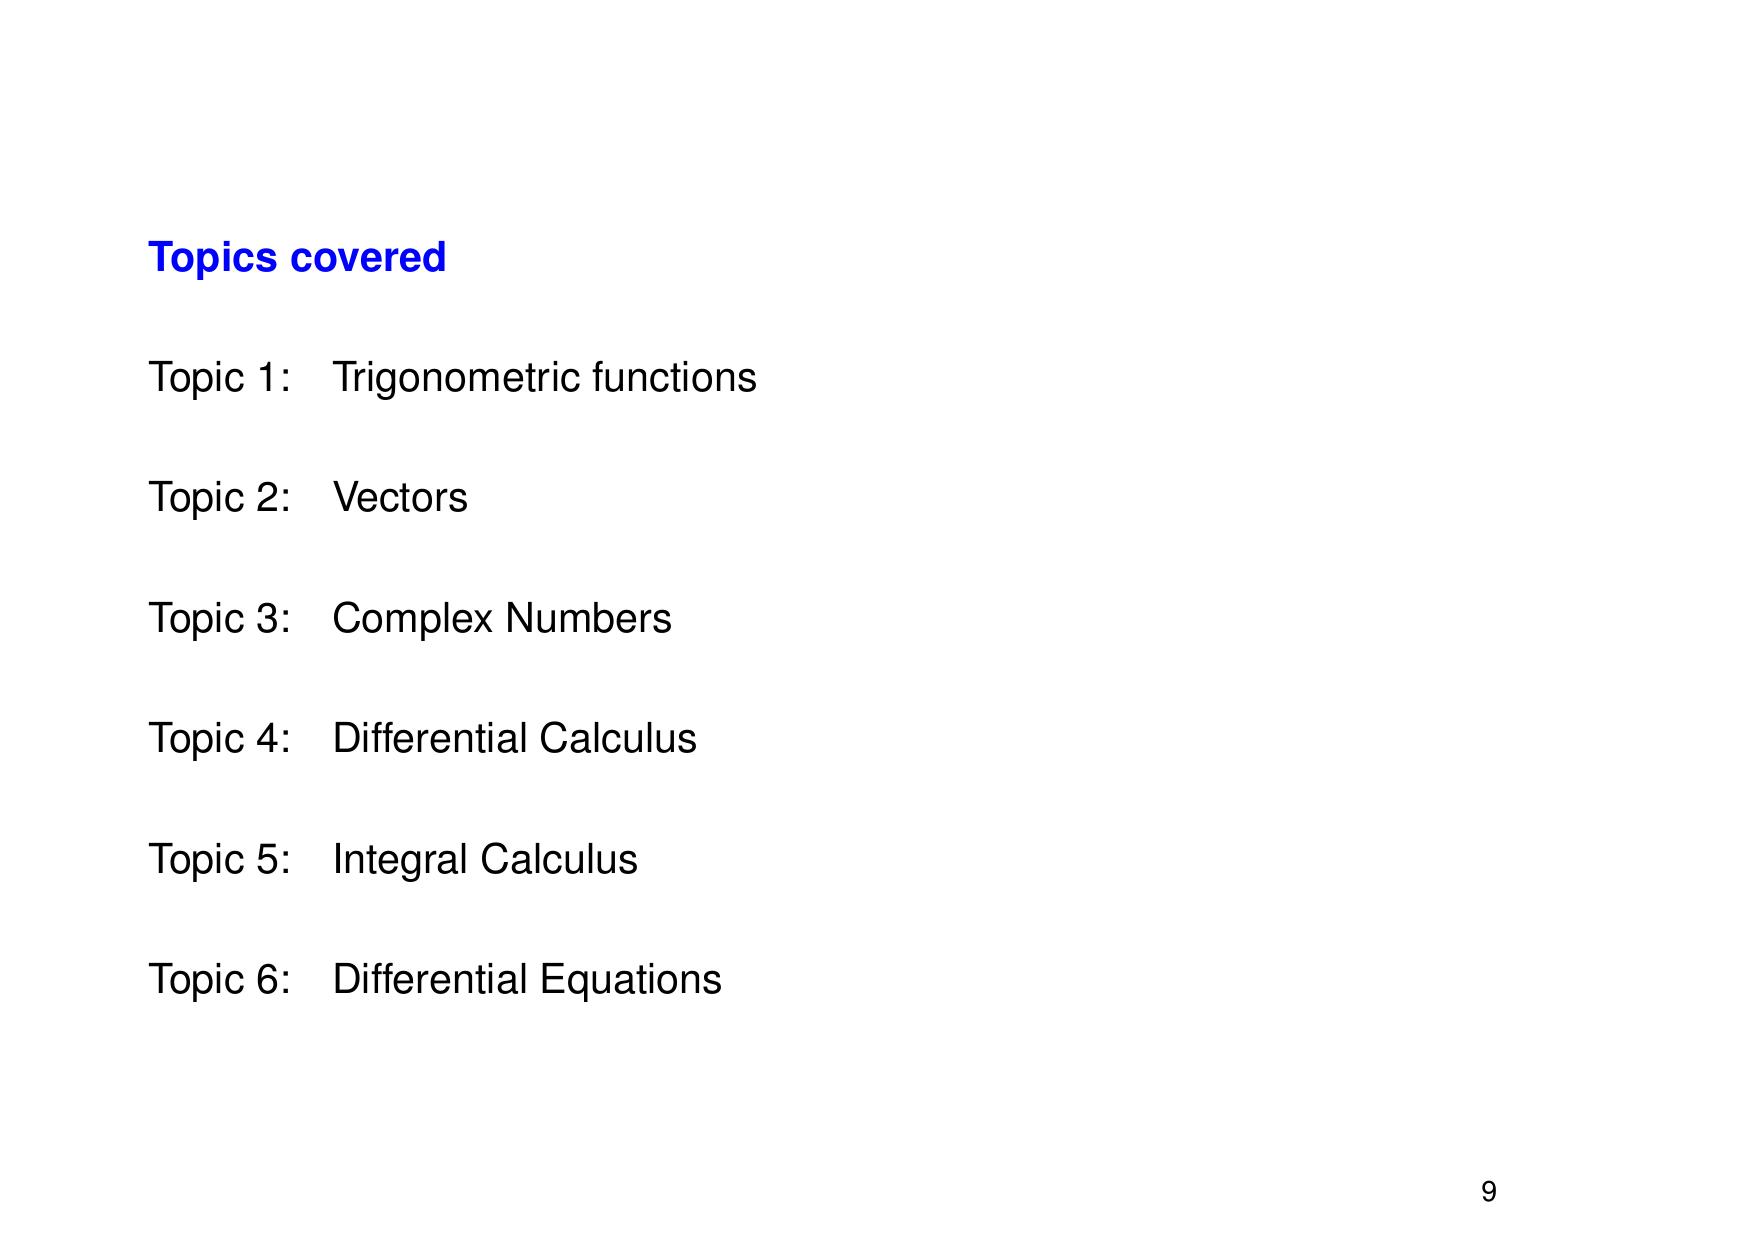 Topics covered
Topic 1: Trigonometric functions
Topic 2: Vectors
Topic 3: Complex Numbers
Topic 4: Differential Calculus
Topic 5: Integral Calculus
Topic 6: Differential Equations
9